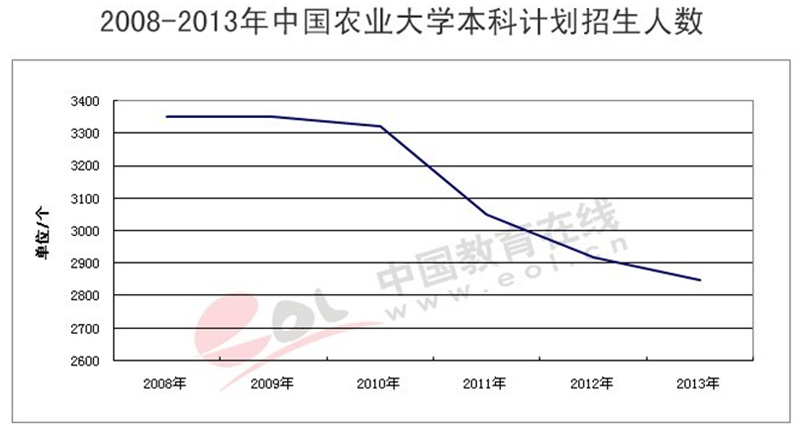 2008-2013年中国农业大学本科计划招生人数
3400
3300
3200
3100
3000
2900
2800
2700
2600
单位/个
2008年
2009年
2010年
2011年
2012年
2013年
eol
中国教育在线
www.eol.cn